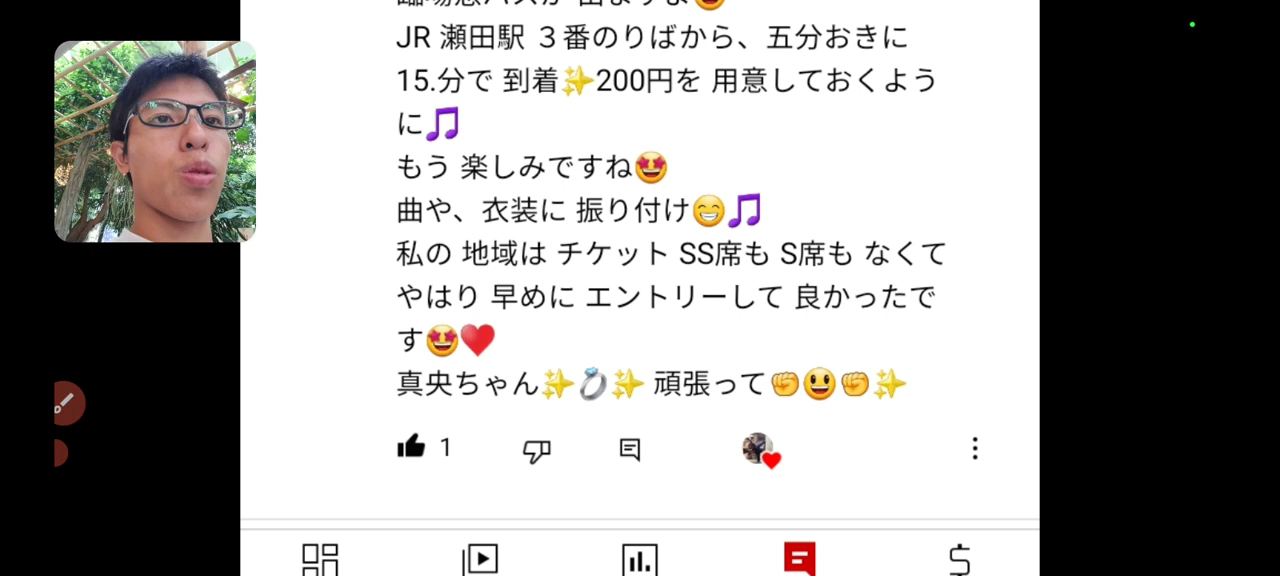 JR 瀬田駅 ３番のりばから、五分おきに
15.分で 到着✨200円を 用意しておくよう
に🎵
もう 楽しみですね🤩
曲や、衣装に 振り付け😁🎵
私の 地域は チケット SS席も S席も なくて
やはり 早めに エントリーして 良かったで
す🤩♥️
真央ちゃん✨💍✨ 頑張って✊😃✊✨
1